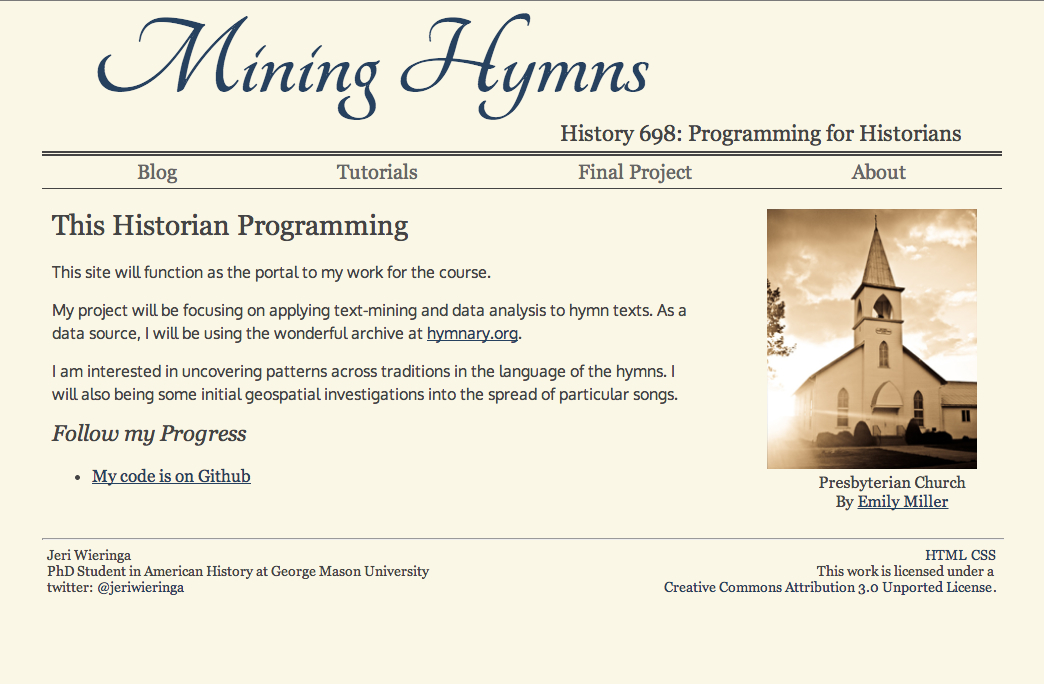 Mining Hymns
History 698: Programming for Historians
Blog Tutorials Final Project About
This Historian Programming
This site will function as the portal to my work for the course.
My project will be focusing on applying text-mining and data analysis to hymn texts. As a
data source, I will be using the wonderful archive at hymnary.org.
I am interested in uncovering patterns across traditions in the language of the hymns. I
will also being some initial geospatial investigations into the spread of particular songs.
Follow my Progress
• My code is on Github
Presbyterian Church
By Emily Miller
Jeri Wieringa
PhD Student in American History at George Mason University
twitter: @jeriwieringa
HTML CSS
This work is licensed under a
Creative Commons Attribution 3.0 Unported License.